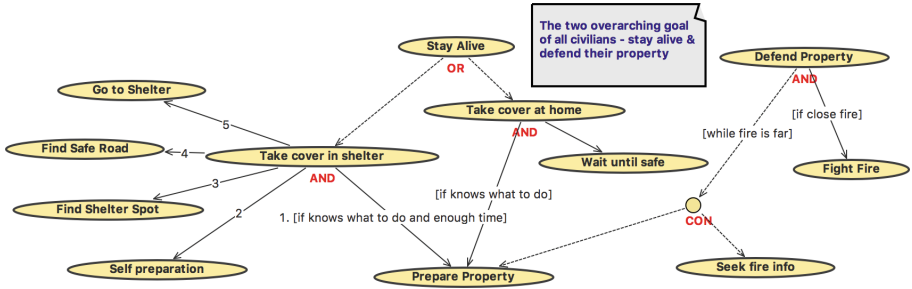 The two overarching goal
of all civilians - stay alive &
defend their property
Stay Alive
OR
Defend Property
AND
Go to Shelter
Take cover at home
AND
[if close fire]
5
[while fire is far]
Find Safe Road
4
Take cover in shelter
AND
Wait until safe
Fight Fire
3
[if knows what to do]
Find Shelter Spot
2
1. [if knows what to do and enough time]
CON
Self preparation
Prepare Property
Seek fire info